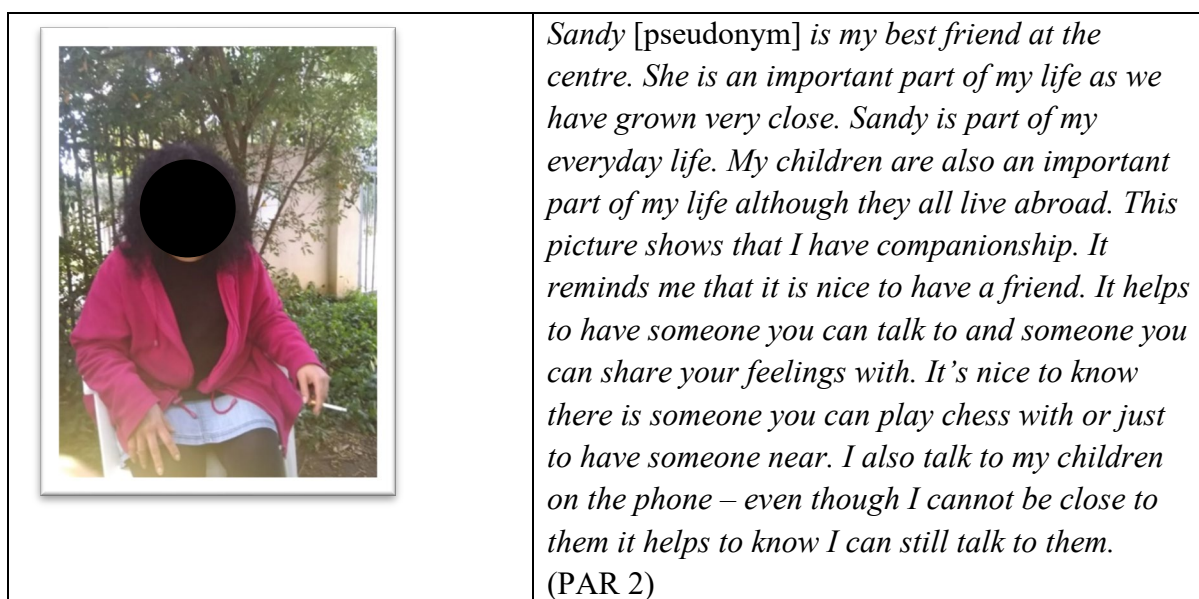 Sandy [pseudonym] is my best friend at the
centre. She is an important part of my life as we
have grown very close. Sandy is part of my
everyday life. My children are also an important
part of my life although they all live abroad. This
picture shows that I have companionship. It
reminds me that it is nice to have a friend. It helps
to have someone you can talk to and someone you
can share your feelings with. It’s nice to know
there is someone you can play chess with or just
to have someone near. I also talk to my children
on the phone – even though I cannot be close to
them it helps to know I can still talk to them.
(PAR 2)